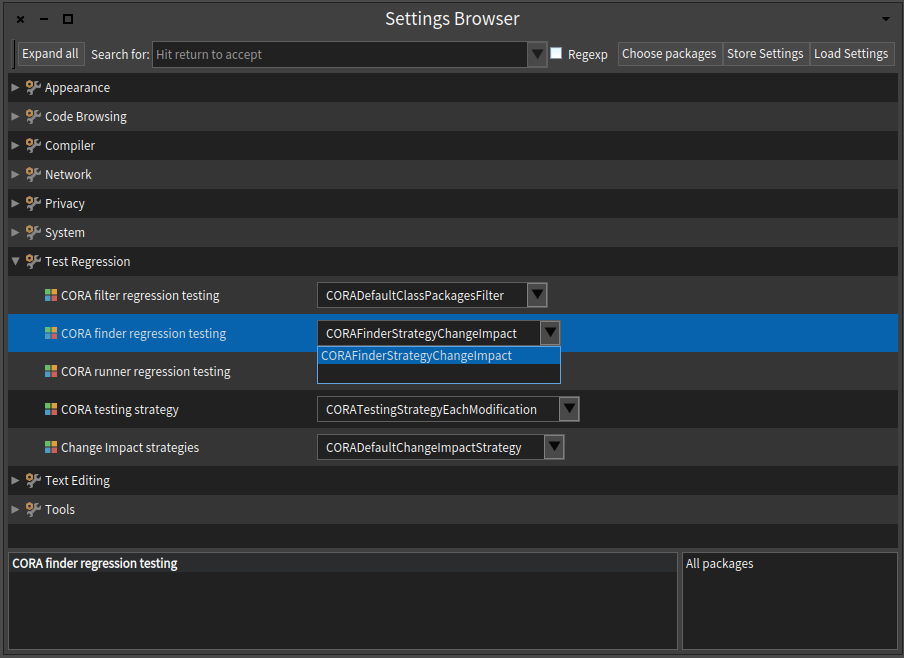 Settings Browser
Expand all Search for: Hit return to accept Regexp Choose packages Store Settings Load Settings
Appearance
Code Browsing
Compiler
Network
Privacy
System
Test Regression
CORA filter regression testing CORADefaultClassPackagesFilter
CORA finder regression testing CORAFinderStrategyChangeImpact
CORAFinderStrategyChangeImpact
CORA runner regression testing
CORA testing strategy CORATestingStrategyEachModification
Change Impact strategies CORADefaultChangeImpactStrategy
Text Editing
Tools
CORA finder regression testing All packages